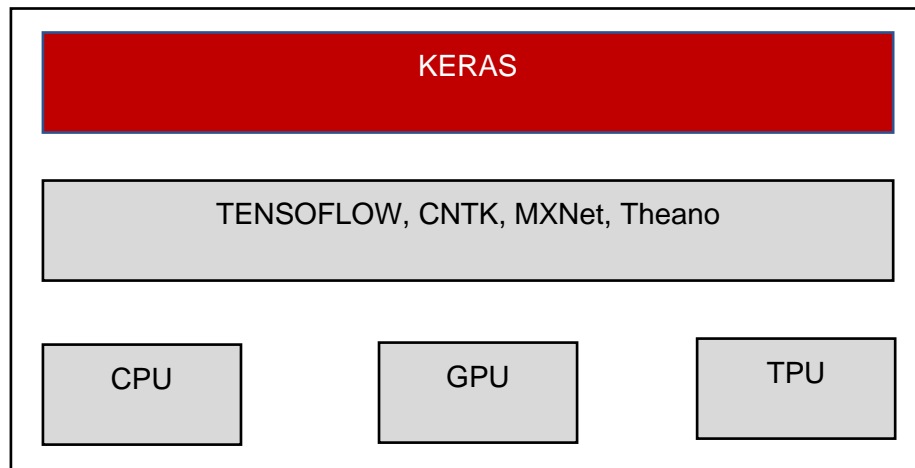 KERAS
TENSOFLOW, CNTK, MXNet, Theano
CPU
GPU
TPU